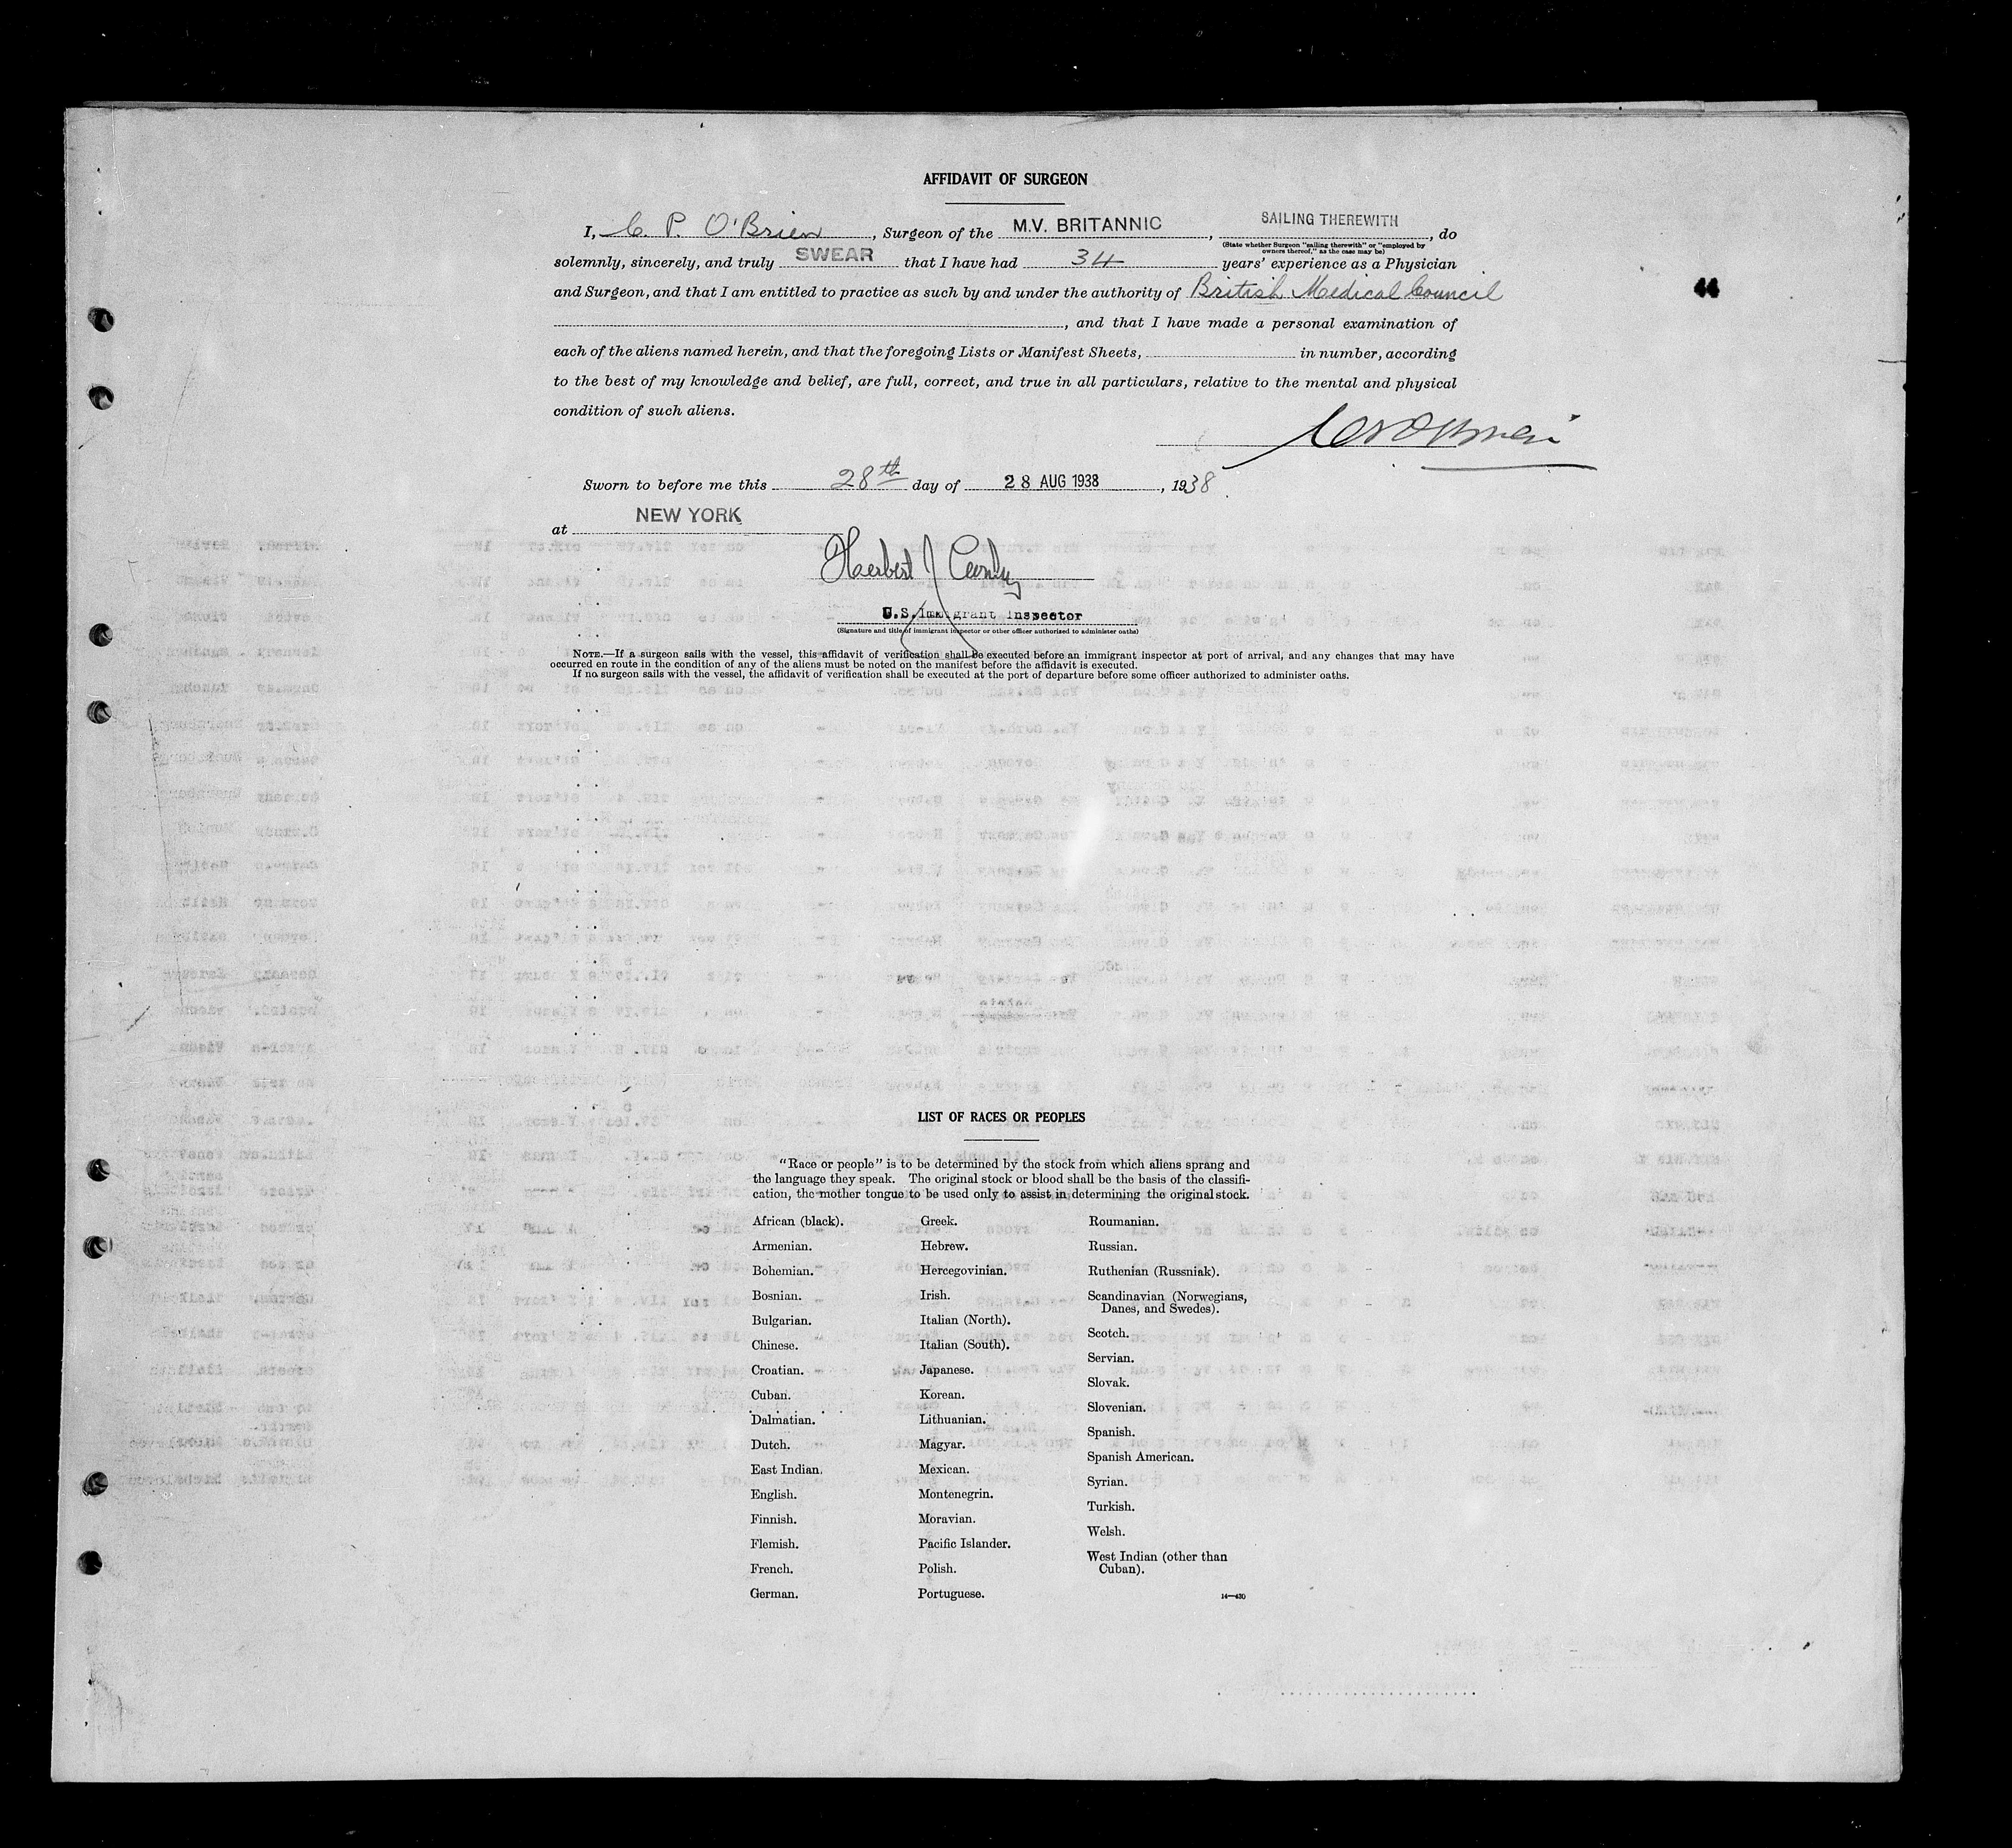 AFFIDAVIT OF SURGEON
I, C. P. O'Brien, Surgeon of the M.V. BRITANNIC, SAILING THEREWITH, do
(State whether Surgeon "sailing therewith" or "employed by
owners thereof," as the case may be)
solemnly, sincerely, and truly SWEAR that I have had 34 years' experience as a Physician
and Surgeon, and that I am entitled to practice as such by and under the authority of British Medical Council
44
, and that I have made a personal examination of
each of the aliens named herein, and that the foregoing Lists or Manifest Sheets, in number, according
to the best of my knowledge and belief, are full, correct, and true in all particulars, relative to the mental and physical
condition of such aliens.
Sworn to before me this 28th day of 28 AUG 1938, 1938
at NEW YORK
Herbert J
U.S. Immigrant Inspector
(Signature and title of immigrant inspector or other officer authorized to administer oaths)
NOTE.—If a surgeon sails with the vessel, this affidavit of verification shall be executed before an immigrant inspector at port of arrival, and any changes that may have
occurred en route in the condition of any of the aliens must be noted on the manifest before the affidavit is executed.
If no surgeon sails with the vessel, the affidavit of verification shall be executed at the port of departure before some officer authorized to administer oaths.
LIST OF RACES OR PEOPLES
"Race or people" is to be determined by the stock from which aliens sprang and
the language they speak. The original stock or blood shall be the basis of the classifi-
cation, the mother tongue to be used only to assist in determining the original stock.
African (black).
Armenian.
Bohemian.
Bosnian.
Bulgarian.
Chinese.
Croatian.
Cuban.
Dalmatian.
Dutch.
East Indian.
English.
Finnish.
Flemish.
French.
German.
Greek.
Hebrew.
Hercegovinian.
Irish.
Italian (North).
Italian (South).
Japanese.
Korean.
Lithuanian.
Magyar.
Mexican.
Montenegrin.
Moravian.
Pacific Islander.
Polish.
Portuguese.
Roumanian.
Russian.
Ruthenian (Russniak).
Scandinavian (Norwegians,
Danes, and Swedes).
Scotch.
Servian.
Slovak.
Slovenian.
Spanish.
Spanish American.
Syrian.
Turkish.
Welsh.
West Indian (other than
Cuban).
14—430